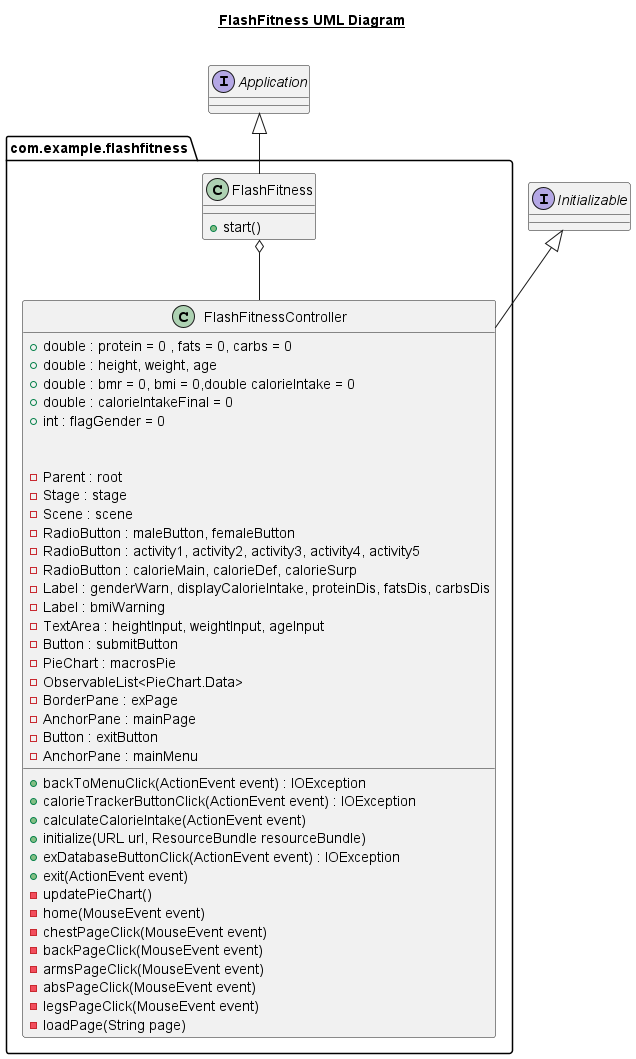 FlashFitness UML Diagram
I Application
com.example.flashfitness
C FlashFitness
I Initializable
start()
C FlashFitnessController
double : protein = 0 , fats = 0, carbs = 0
double : height, weight, age
double : bmr = 0, bmi = 0,double calorieIntake = 0
double : calorieIntakeFinal = 0
int : flagGender = 0
Parent : root
Stage : stage
Scene : scene
RadioButton : maleButton, femaleButton
RadioButton : activity1, activity2, activity3, activity4, activity5
RadioButton : calorieMain, calorieDef, calorieSurp
Label : genderWarn, displayCalorieIntake, proteinDis, fatsDis, carbsDis
Label : bmiWarning
TextArea : heightInput, weightInput, ageInput
Button : submitButton
PieChart : macrosPie
ObservableList<PieChart.Data>
BorderPane : exPage
AnchorPane : mainPage
Button : exitButton
AnchorPane : mainMenu
backToMenuClick(ActionEvent event) : IOException
calorieTrackerButtonClick(ActionEvent event) : IOException
calculateCalorieIntake(ActionEvent event)
initialize(URL url, ResourceBundle resourceBundle)
exDatabaseButtonClick(ActionEvent event) : IOException
exit(ActionEvent event)
updatePieChart()
home(MouseEvent event)
chestPageClick(MouseEvent event)
backPageClick(MouseEvent event)
armsPageClick(MouseEvent event)
absPageClick(MouseEvent event)
legsPageClick(MouseEvent event)
loadPage(String page)